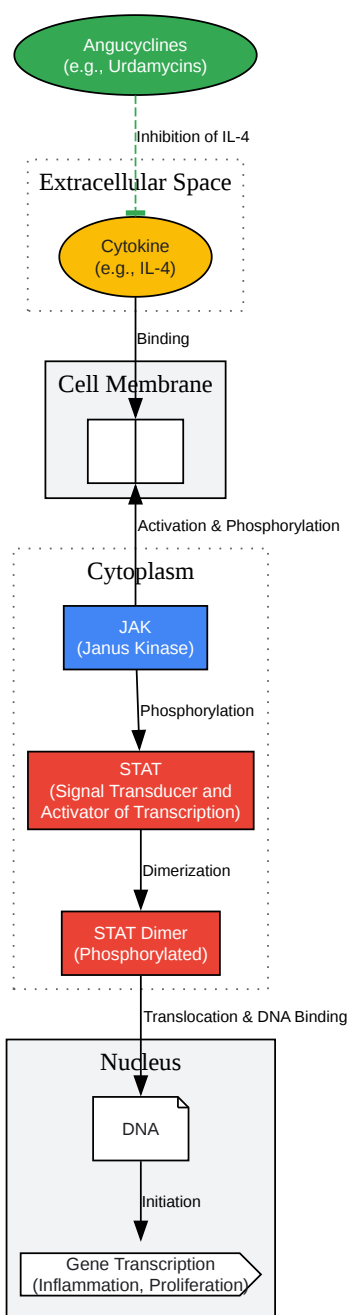 Angucyclines
(e.g., Urdamycins)
Inhibition of IL-4
Extracellular Space
Cytokine
(e.g., IL-4)
Binding
Cell Membrane
Activation & Phosphorylation
Cytoplasm
JAK
(Janus Kinase)
Phosphorylation
STAT
(Signal Transducer and
Activator of Transcription)
Dimerization
STAT Dimer
(Phosphorylated)
Translocation & DNA Binding
Nucleus
DNA
Initiation
Gene Transcription
(Inflammation, Proliferation)